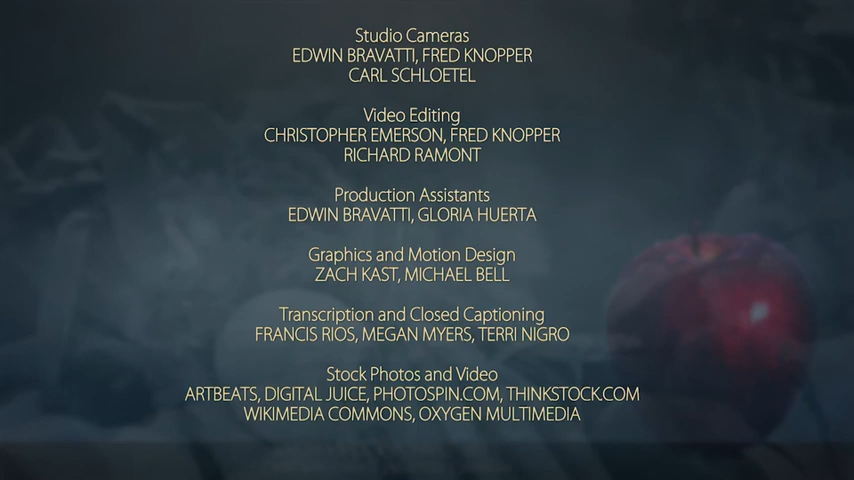 Studio Cameras
EDWIN BRAVATTI, FRED KNOPPER
CARL SCHLOETEL
Video Editing
CHRISTOPHER EMERSON, FRED KNOPPER
RICHARD RAMONT
Production Assistants
EDWIN BRAVATTI, GLORIA HUERTA
Graphics and Motion Design
ZACH KAST, MICHAEL BELL
Transcription and Closed Captioning
FRANCIS RIOS, MEGAN MYERS, TERRI NIGRO
Stock Photos and Video
ARTBEATS, DIGITAL JUICE, PHOTOSPIN.COM, THINKSTOCK.COM
WIKIMEDIA COMMONS, OXYGEN MULTIMEDIA